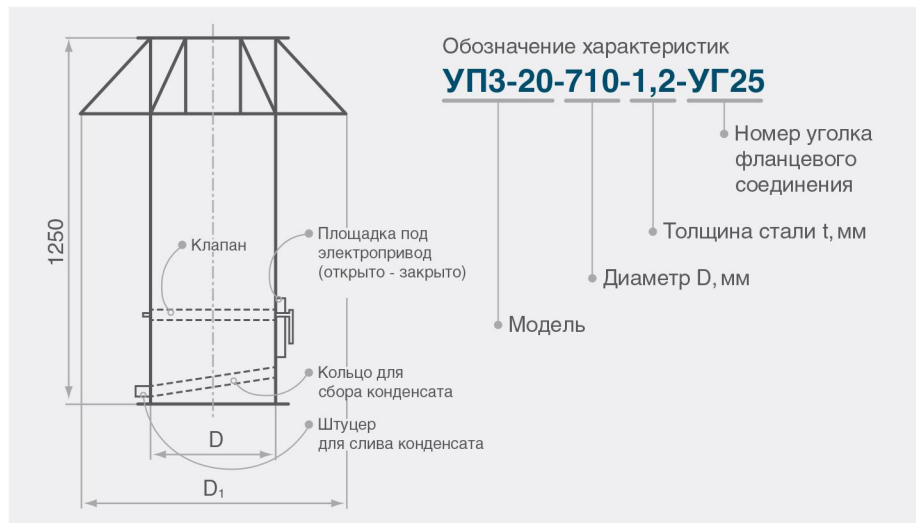 Обозначение характеристик
УПЗ-20-710-1,2-УГ25
Номер уголка
фланцевого
соединения
Толщина стали t, мм
Диаметр D, мм
Модель
1250
Клапан
Площадка под
электропривод
(открыто - закрыто)
Кольцо для
сбора конденсата
Штуцер
для слива конденсата
D
D₁